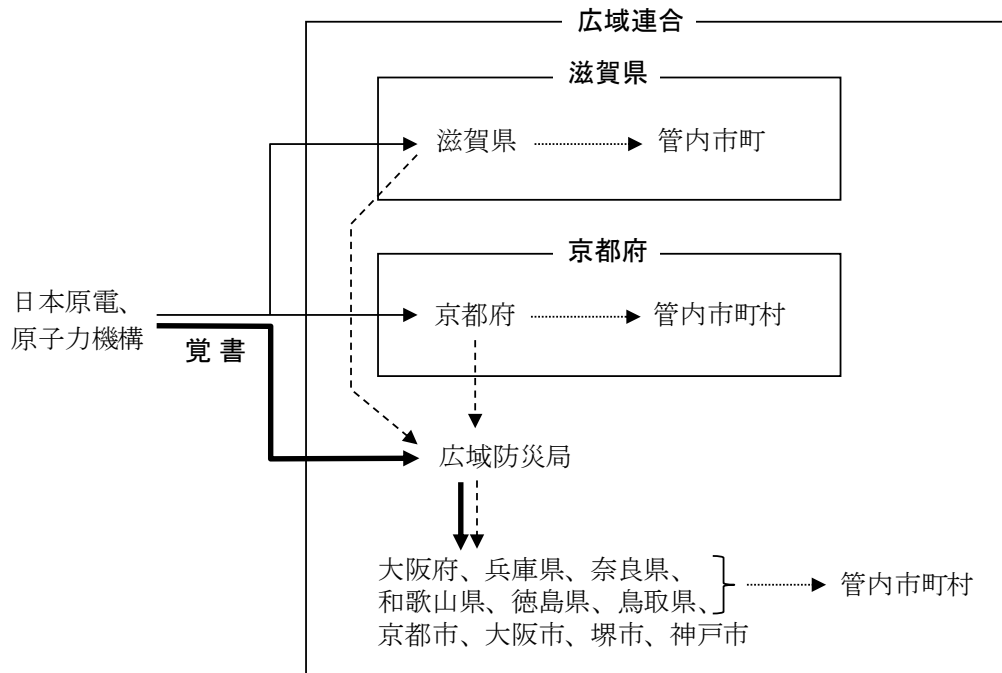 広域連合
滋賀県
滋賀県
管内市町
京都府
日本原電、
原子力機構
京都府
管内市町村
覚書
広域防災局
大阪府、兵庫県、奈良県、
和歌山県、徳島県、鳥取県、
京都市、大阪市、堺市、神戸市
管内市町村